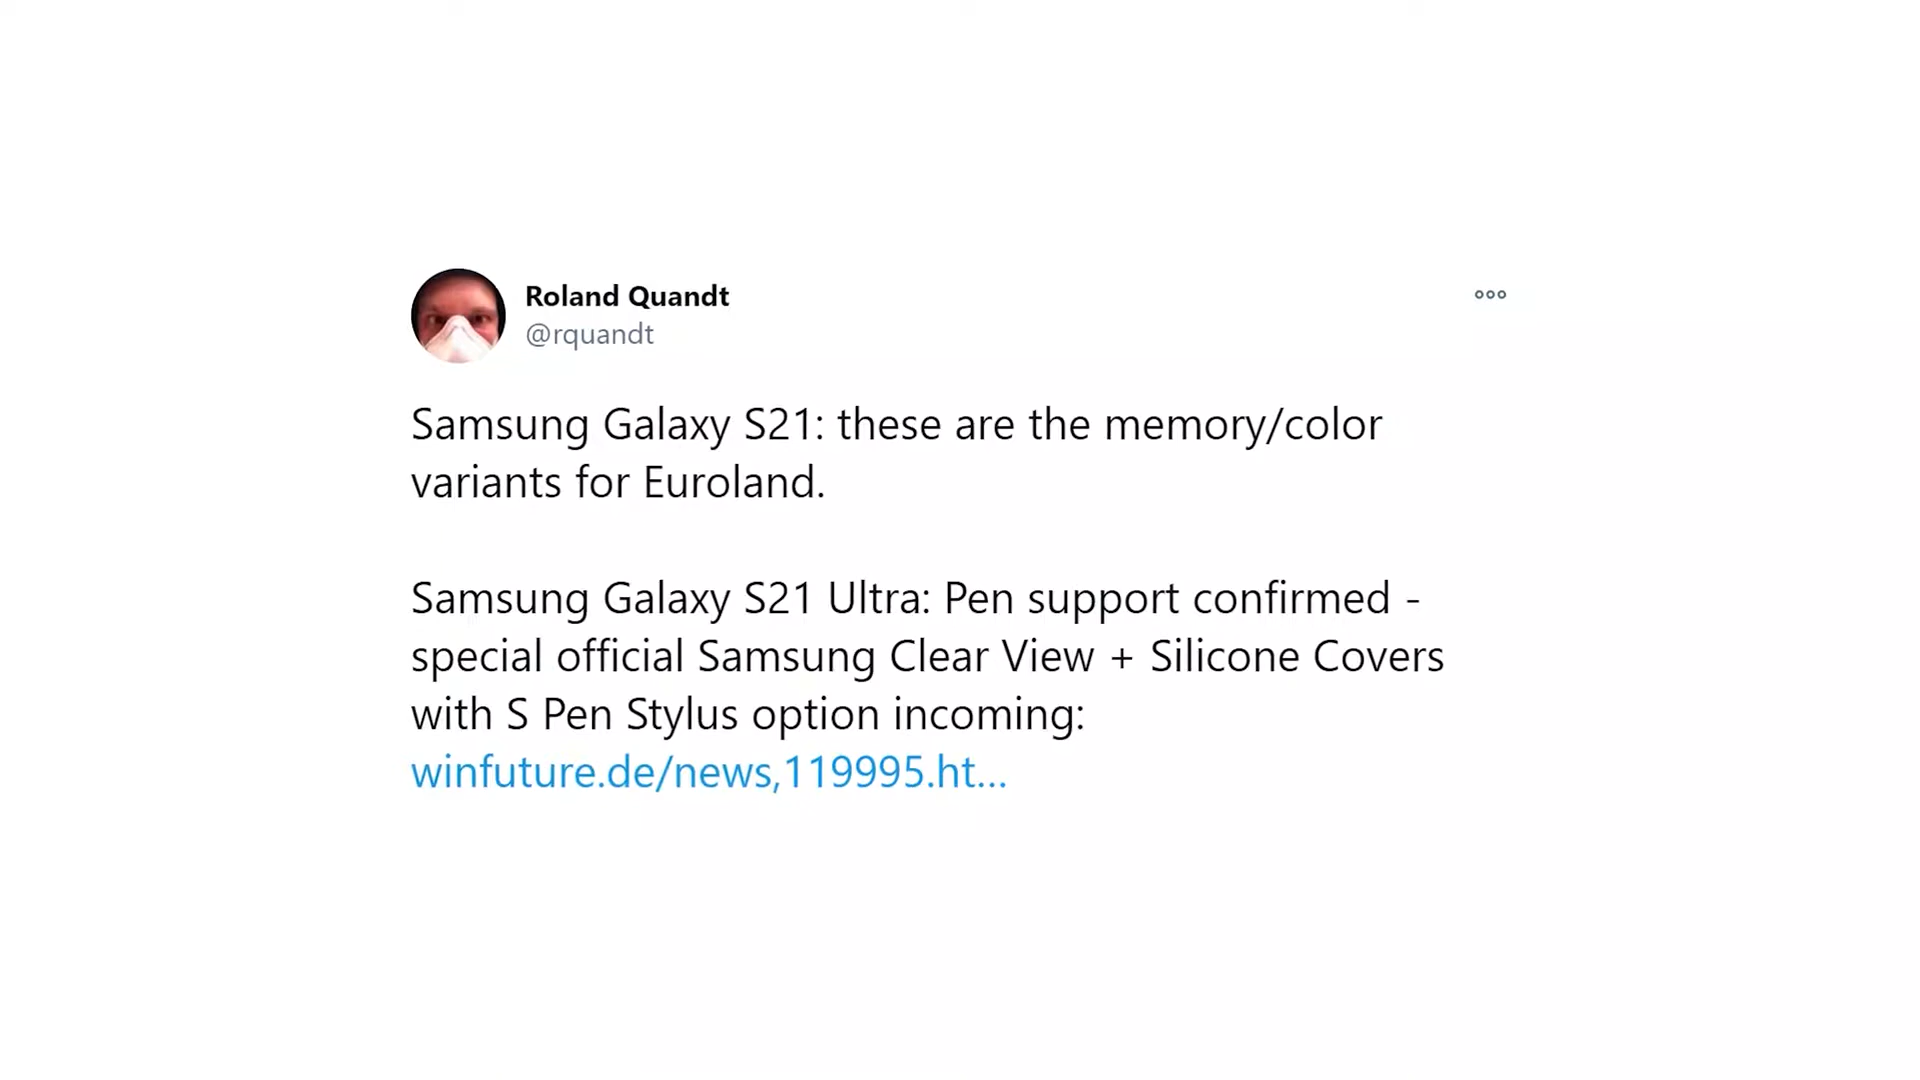 Roland Quandt
@rquandt
Samsung Galaxy S21: these are the memory/color
variants for Euroland.
Samsung Galaxy S21 Ultra: Pen support confirmed -
special official Samsung Clear View + Silicone Covers
with S Pen Stylus option incoming:
winfuture.de/news,119995.ht...